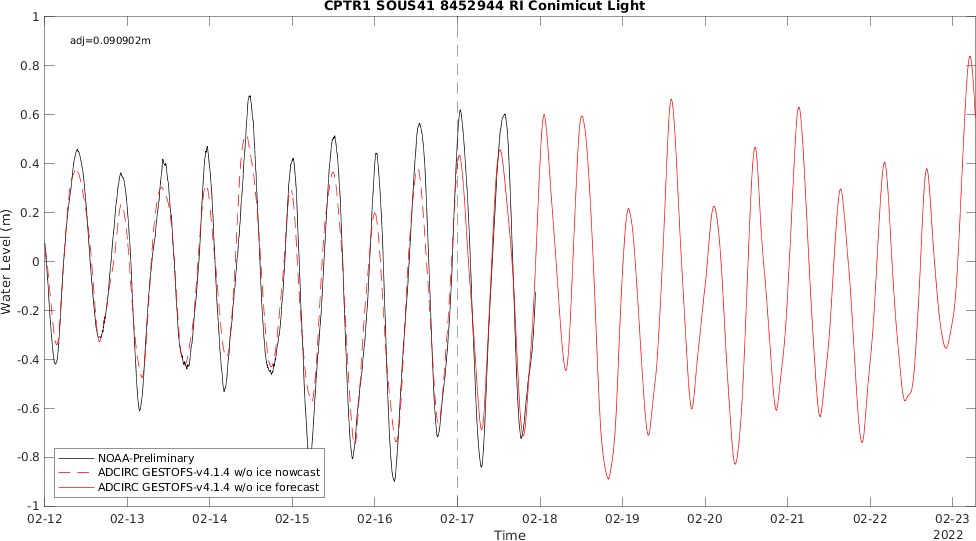 CPTR1 SOUS41 8452944 RI Conimicut Light
adj=0.090902m
1
0.8
0.6
0.4
0.2
0
-0.2
-0.4
-0.6
-0.8
-1
Water Level (m)
NOAA-Preliminary
ADCIRC GESTOFS-v4.1.4 w/o ice nowcast
ADCIRC GESTOFS-v4.1.4 w/o ice forecast
02-12 02-13 02-14 02-15 02-16 02-17 02-18 02-19 02-20 02-21 02-22 02-23
2022
Time